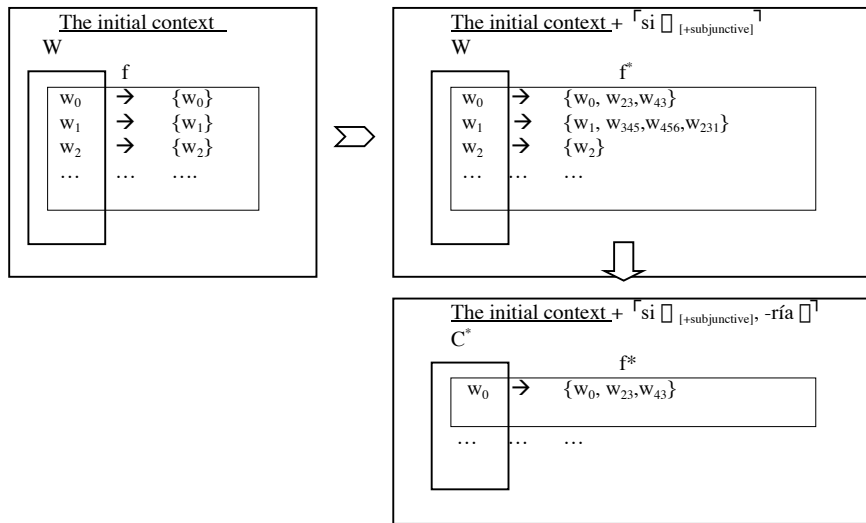 The initial context
W
f
w₀ → {w₀}
w₁ → {w₁}
w₂ → {w₂}
… … ….
The initial context + ⌜si □ [+subjunctive]⌝
W
f*
w₀ → {w₀, w₂₃,w₄₃}
w₁ → {w₁, w₃₄₅,w₄₅₆,w₂₃₁}
w₂ → {w₂}
… … …
The initial context + ⌜si □ [+subjunctive], -ría □⌝
C*
f*
w₀ → {w₀, w₂₃,w₄₃}
… … …